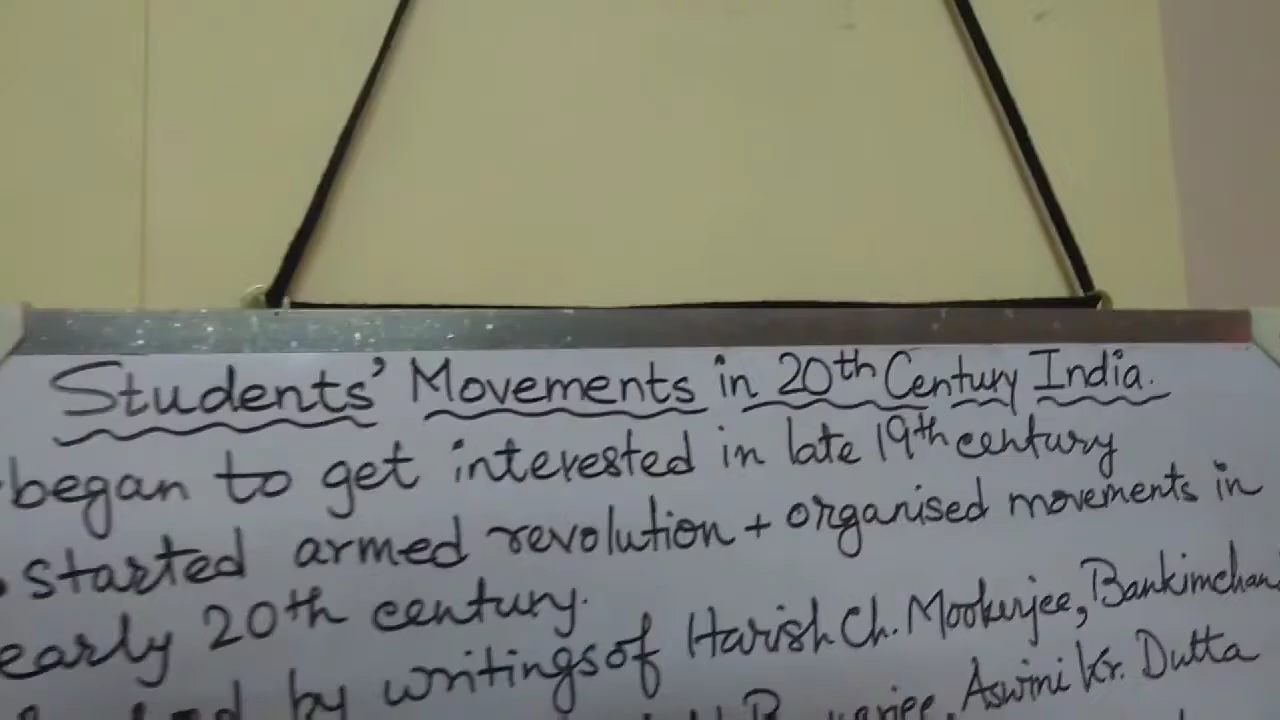 Students' Movements in 20th Century India.
• began to get interested in late 19th century
• started armed revolution + organised movements in
early 20th century.
by writings of Harish Ch. Mookerjee, Bankimchan
Aswini Kr. Dutta